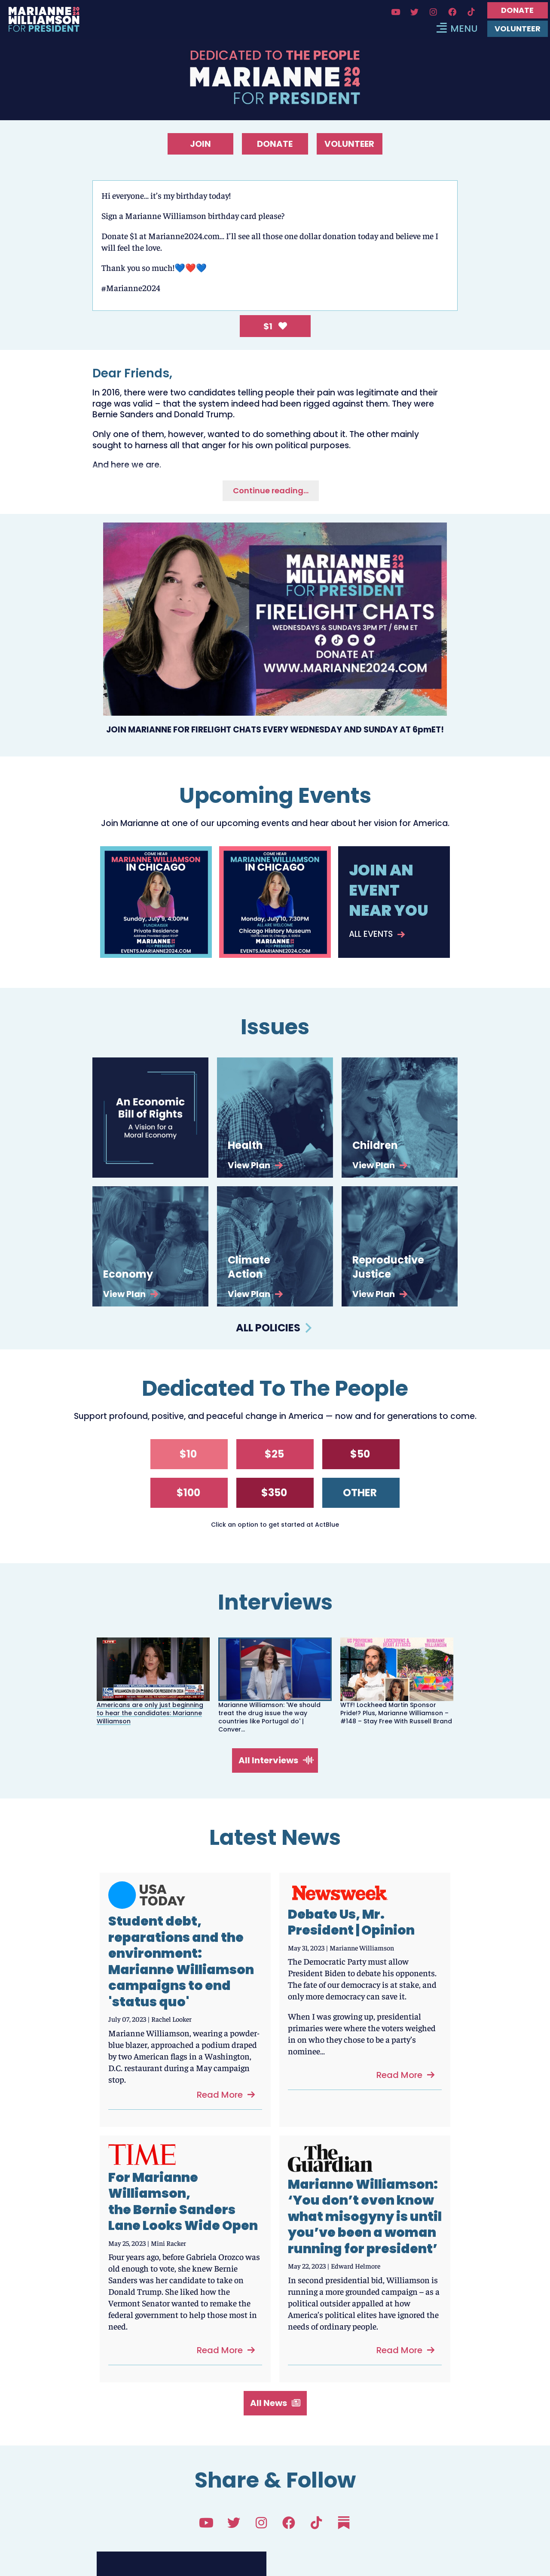 MARIANNE 2024
WILLIAMSON
FOR PRESIDENT
DONATE
MENU
VOLUNTEER
DEDICATED TO THE PEOPLE
MARIANNE 2024
FOR PRESIDENT
JOIN
DONATE
VOLUNTEER
Hi everyone... it's my birthday today!
Sign a Marianne Williamson birthday card please?
Donate $1 at Marianne2024.com... I'll see all those one dollar donation today and believe me I
will feel the love.
Thank you so much!💙❤️💙
#Marianne2024
$1
Dear Friends,
In 2016, there were two candidates telling people their pain was legitimate and their
rage was valid – that the system indeed had been rigged against them. They were
Bernie Sanders and Donald Trump.
Only one of them, however, wanted to do something about it. The other mainly
sought to harness all that anger for his own political purposes.
And here we are.
Continue reading...
MARIANNE 2024
WILLIAMSON
FOR PRESIDENT
FIRELIGHT CHATS
WEDNESDAYS & SUNDAYS 3PM PT / 6PM ET
DONATE AT
WWW.MARIANNE2024.COM
JOIN MARIANNE FOR FIRELIGHT CHATS EVERY WEDNESDAY AND SUNDAY AT 6pmET!
Upcoming Events
Join Marianne at one of our upcoming events and hear about her vision for America.
COME HEAR
MARIANNE WILLIAMSON
IN CHICAGO
Sunday, July 9, 4:00PM
FUNDRAISER
Private Residence
Address Provided Upon RSVP
MARIANNE
FOR PRESIDENT
EVENTS.MARIANNE2024.COM
COME HEAR
MARIANNE WILLIAMSON
IN CHICAGO
Monday, July 10, 7:30PM
ALL ARE WELCOME
Chicago History Museum
MARIANNE
FOR PRESIDENT
EVENTS.MARIANNE2024.COM
JOIN AN
EVENT
NEAR YOU
ALL EVENTS
Issues
An Economic
Bill of Rights
A Vision for a
Moral Economy
Health
View Plan
Children
View Plan
Economy
View Plan
Climate
Action
View Plan
Reproductive
Justice
View Plan
ALL POLICIES
Dedicated To The People
Support profound, positive, and peaceful change in America — now and for generations to come.
$10
$25
$50
$100
$350
OTHER
Click an option to get started at ActBlue
Interviews
LIVE
WILLIAMSON (D) ON RUNNING FOR PRESIDENT IN 2024
Americans are only just beginning
to hear the candidates: Marianne
Williamson
Marianne Williamson: 'We should
treat the drug issue the way
countries like Portugal do' |
Conver...
MARIANNE
WILLIAMSON
WTF! Lockheed Martin Sponsor
Pride!? Plus, Marianne Williamson –
#148 – Stay Free With Russell Brand
All Interviews
Latest News
USA
TODAY
Student debt,
reparations and the
environment:
Marianne Williamson
campaigns to end
'status quo'
July 07, 2023 | Rachel Looker
Marianne Williamson, wearing a powder-
blue blazer, approached a podium draped
by two American flags in a Washington,
D.C. restaurant during a May campaign
stop.
Read More
Newsweek
Debate Us, Mr.
President | Opinion
May 31, 2023 | Marianne Williamson
The Democratic Party must allow
President Biden to debate his opponents.
The fate of our democracy is at stake, and
only more democracy can save it.
When I was growing up, presidential
primaries were where the voters weighed
in on who they chose to be a party's
nominee...
Read More
TIME
For Marianne
Williamson,
the Bernie Sanders
Lane Looks Wide Open
May 25, 2023 | Mini Racker
Four years ago, before Gabriela Orozco was
old enough to vote, she knew Bernie
Sanders was her candidate to take on
Donald Trump. She liked how the
Vermont Senator wanted to remake the
federal government to help those most in
need.
Read More
The
Guardian
Marianne Williamson:
‘You don’t even know
what misogyny is until
you’ve been a woman
running for president’
May 22, 2023 | Edward Helmore
In second presidential bid, Williamson is
running a more grounded campaign – as a
political outsider appalled at how
America’s political elites have ignored the
needs of ordinary people.
Read More
All News
Share & Follow